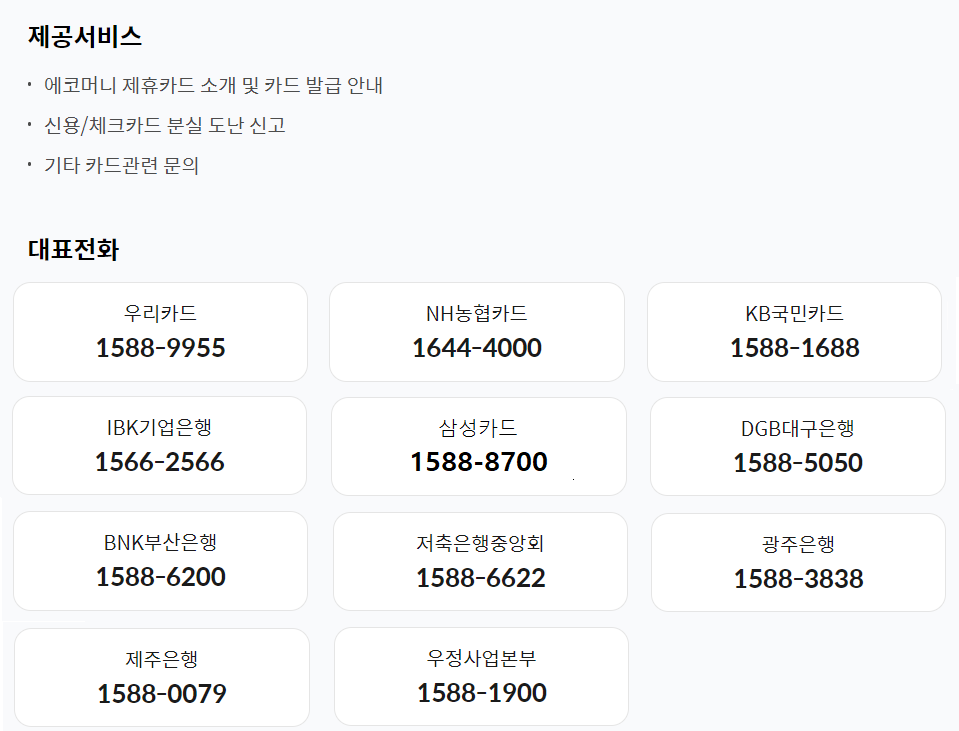 제공서비스
· 에코머니 제휴카드 소개 및 카드 발급 안내
· 신용/체크카드 분실 도난 신고
· 기타 카드관련 문의
대표전화
우리카드
1588-9955
NH농협카드
1644-4000
KB국민카드
1588-1688
IBK기업은행
1566-2566
삼성카드
1588-8700
DGB대구은행
1588-5050
BNK부산은행
1588-6200
저축은행중앙회
1588-6622
광주은행
1588-3838
제주은행
1588-0079
우정사업본부
1588-1900